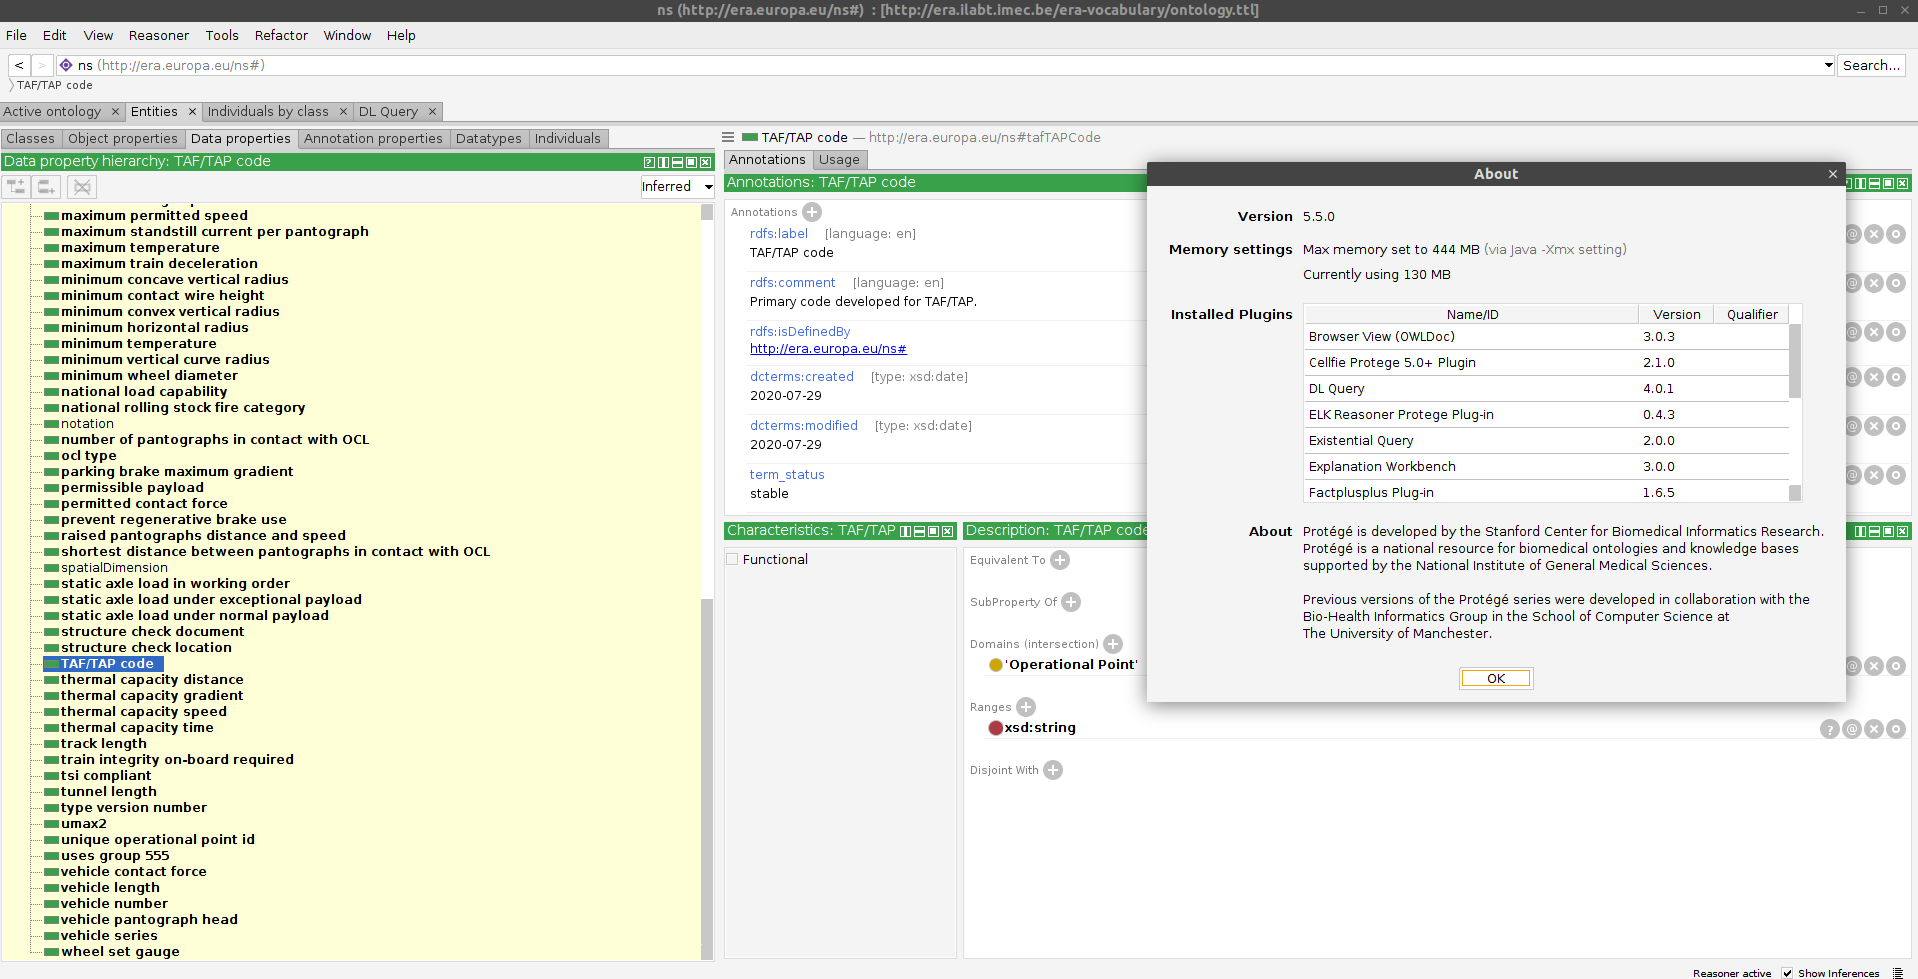 ns (http://era.europa.eu/ns#)  : [http://era.ilabt.imec.be/era-vocabulary/ontology.ttl]
File Edit View Reasoner Tools Refactor Window Help
< > ns (http://era.europa.eu/ns#) Search...
TAF/TAP code
Active ontology × Entities × Individuals by class × DL Query ×
Classes Object properties Data properties Annotation properties Datatypes Individuals
Data property hierarchy: TAF/TAP code
Inferred
maximum permitted speed
maximum standstill current per pantograph
maximum temperature
maximum train deceleration
minimum concave vertical radius
minimum contact wire height
minimum convex vertical radius
minimum horizontal radius
minimum temperature
minimum vertical curve radius
minimum wheel diameter
national load capability
national rolling stock fire category
notation
number of pantographs in contact with OCL
ocl type
parking brake maximum gradient
permissible payload
permitted contact force
prevent regenerative brake use
raised pantographs distance and speed
shortest distance between pantographs in contact with OCL
spatialDimension
static axle load in working order
static axle load under exceptional payload
static axle load under normal payload
structure check document
structure check location
TAF/TAP code
thermal capacity distance
thermal capacity gradient
thermal capacity speed
thermal capacity time
track length
train integrity on-board required
tsi compliant
tunnel length
type version number
umax2
unique operational point id
uses group 555
vehicle contact force
vehicle length
vehicle number
vehicle pantograph head
vehicle series
wheel set gauge
TAF/TAP code — http://era.europa.eu/ns#tafTAPCode
Annotations Usage
Annotations: TAF/TAP code
Annotations
rdfs:label [language: en]
TAF/TAP code
rdfs:comment [language: en]
Primary code developed for TAF/TAP.
rdfs:isDefinedBy
http://era.europa.eu/ns#
dcterms:created [type: xsd:date]
2020-07-29
dcterms:modified [type: xsd:date]
2020-07-29
term_status
stable
Characteristics: TAF/TAP
Functional
Description: TAF/TAP code
Equivalent To
SubProperty Of
Domains (intersection)
'Operational Point'
Ranges
xsd:string
Disjoint With
About
Version 5.5.0
Memory settings Max memory set to 444 MB (via Java -Xmx setting)
Currently using 130 MB
Installed Plugins
Name/ID Version Qualifier
Browser View (OWLDoc) 3.0.3
Cellfie Protege 5.0+ Plugin 2.1.0
DL Query 4.0.1
ELK Reasoner Protege Plug-in 0.4.3
Existential Query 2.0.0
Explanation Workbench 3.0.0
Factplusplus Plug-in 1.6.5
About Protégé is developed by the Stanford Center for Biomedical Informatics Research.
Protégé is a national resource for biomedical ontologies and knowledge bases
supported by the National Institute of General Medical Sciences.
Previous versions of the Protégé series were developed in collaboration with the
Bio-Health Informatics Group in the School of Computer Science at
The University of Manchester.
OK
Reasoner active Show Inferences